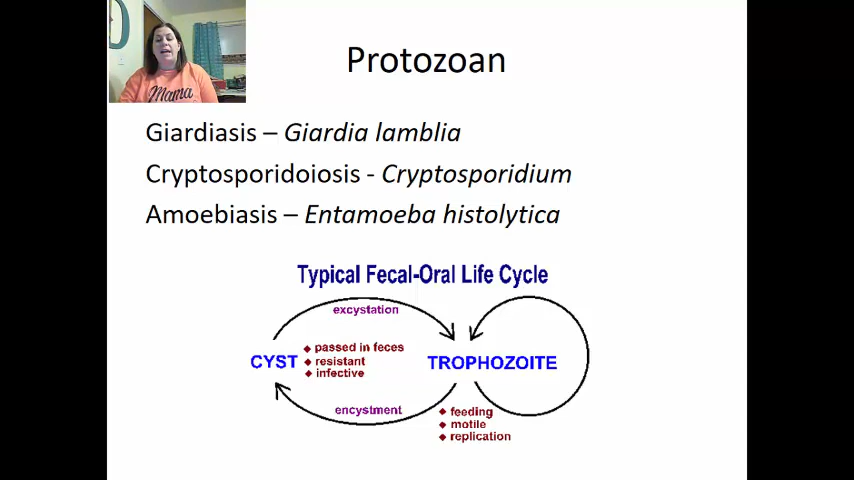 Mama
Protozoan
Giardiasis – Giardia lamblia
Cryptosporidoiosis - Cryptosporidium
Amoebiasis – Entamoeba histolytica
Typical Fecal-Oral Life Cycle
excystation
CYST
passed in feces
resistant
infective
TROPHOZOITE
encystment
feeding
motile
replication